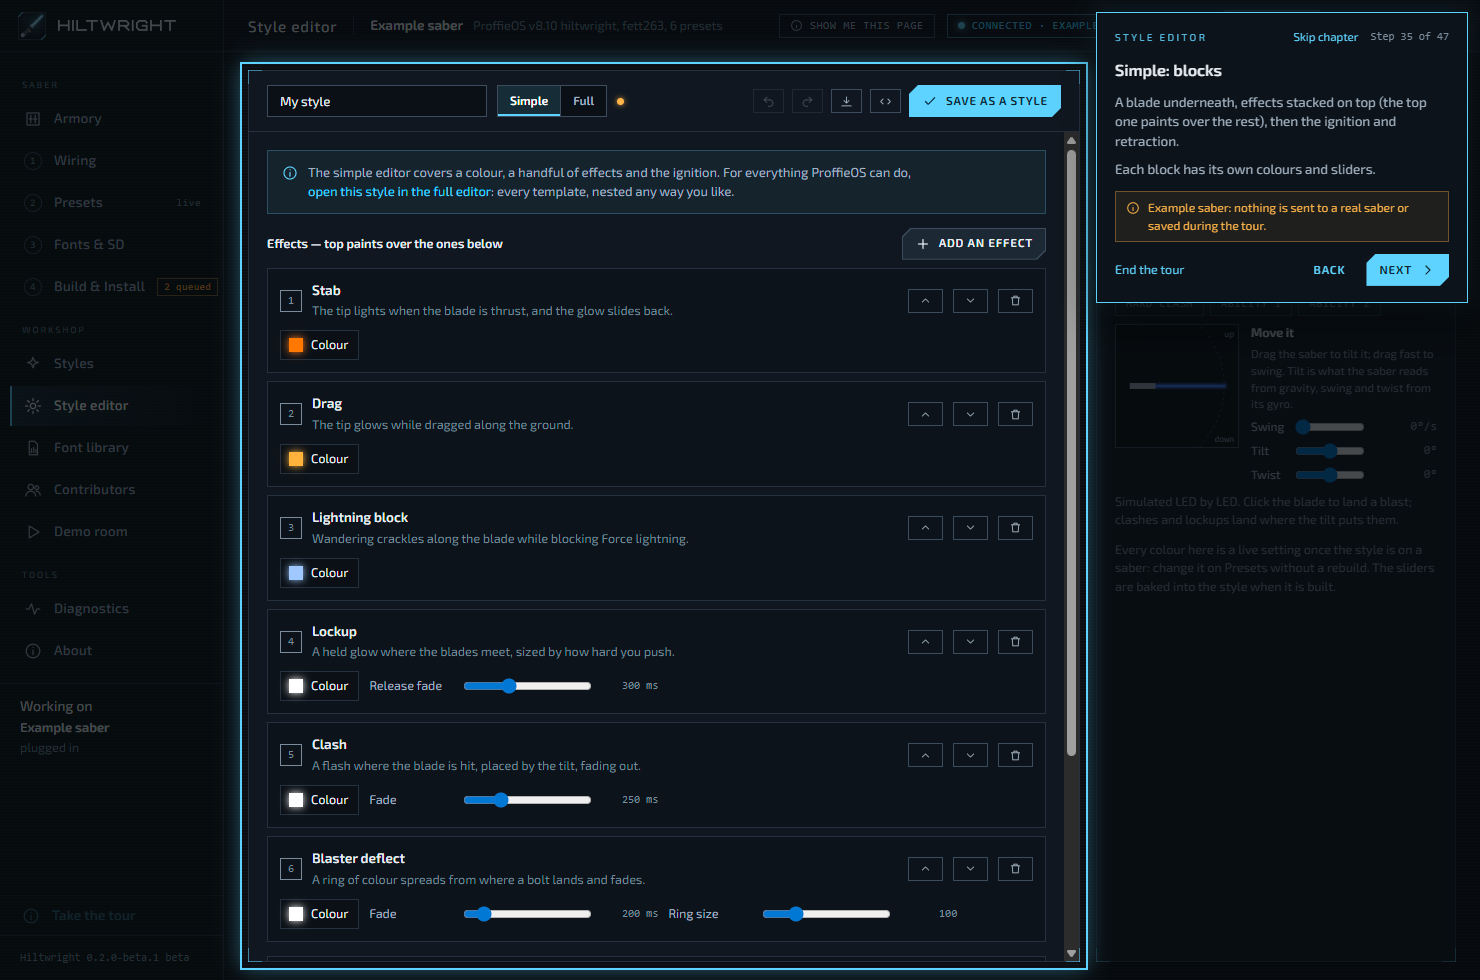 HILTWRIGHT
SABER
Armory
1 Wiring
2 Presets live
3 Fonts & SD
4 Build & Install 2 queued
WORKSHOP
Styles
Style editor
Font library
Contributors
Demo room
TOOLS
Diagnostics
About
Working on
Example saber
plugged in
Take the tour
Hiltwright 0.2.0-beta.1 beta
Style editor Example saber ProffieOS v8.10 hiltwright, fett263, 6 presets
SHOW ME THIS PAGE
CONNECTED · EXAMPLE
My style
Simple Full
SAVE AS A STYLE
The simple editor covers a colour, a handful of effects and the ignition. For everything ProffieOS can do,
open this style in the full editor: every template, nested any way you like.
Effects — top paints over the ones below
ADD AN EFFECT
1 Stab
The tip lights when the blade is thrust, and the glow slides back.
Colour
2 Drag
The tip glows while dragged along the ground.
Colour
3 Lightning block
Wandering crackles along the blade while blocking Force lightning.
Colour
4 Lockup
A held glow where the blades meet, sized by how hard you push.
Colour Release fade 300 ms
5 Clash
A flash where the blade is hit, placed by the tilt, fading out.
Colour Fade 250 ms
6 Blaster deflect
A ring of colour spreads from where a bolt lands and fades.
Colour Fade 200 ms Ring size 100
STYLE EDITOR Skip chapter Step 35 of 47
Simple: blocks
A blade underneath, effects stacked on top (the top
one paints over the rest), then the ignition and
retraction.
Each block has its own colours and sliders.
Example saber: nothing is sent to a real saber or
saved during the tour.
End the tour BACK NEXT
up
down
Move it
Drag the saber to tilt it; drag fast to
swing. Tilt is what the saber reads
from gravity, swing and twist from
its gyro.
Swing 0°/s
Tilt 0°
Twist 0°
Simulated LED by LED. Click the blade to land a blast;
clashes and lockups land where the tilt puts them.
Every colour here is a live setting once the style is on a
saber: change it on Presets without a rebuild. The sliders
are baked into the style when it is built.